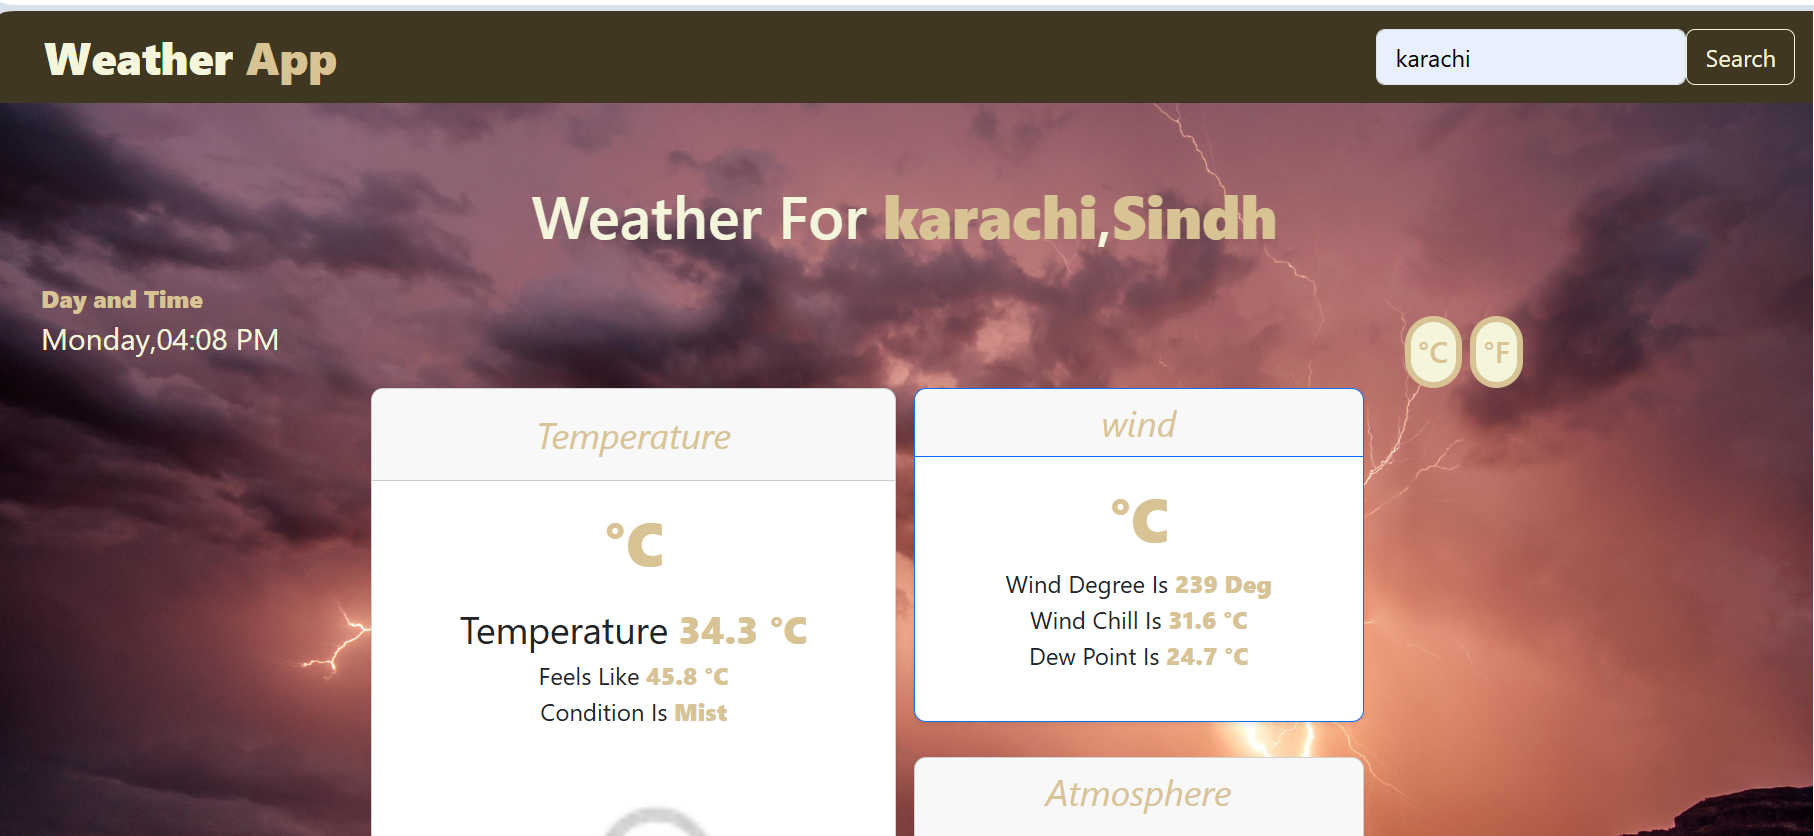 Weather App
karachi
Search
Weather For karachi,Sindh
Day and Time
Monday,04:08 PM
°C
°F
Temperature
°C
Temperature 34.3 °C
Feels Like 45.8 °C
Condition Is Mist
wind
°C
Wind Degree Is 239 Deg
Wind Chill Is 31.6 °C
Dew Point Is 24.7 °C
Atmosphere